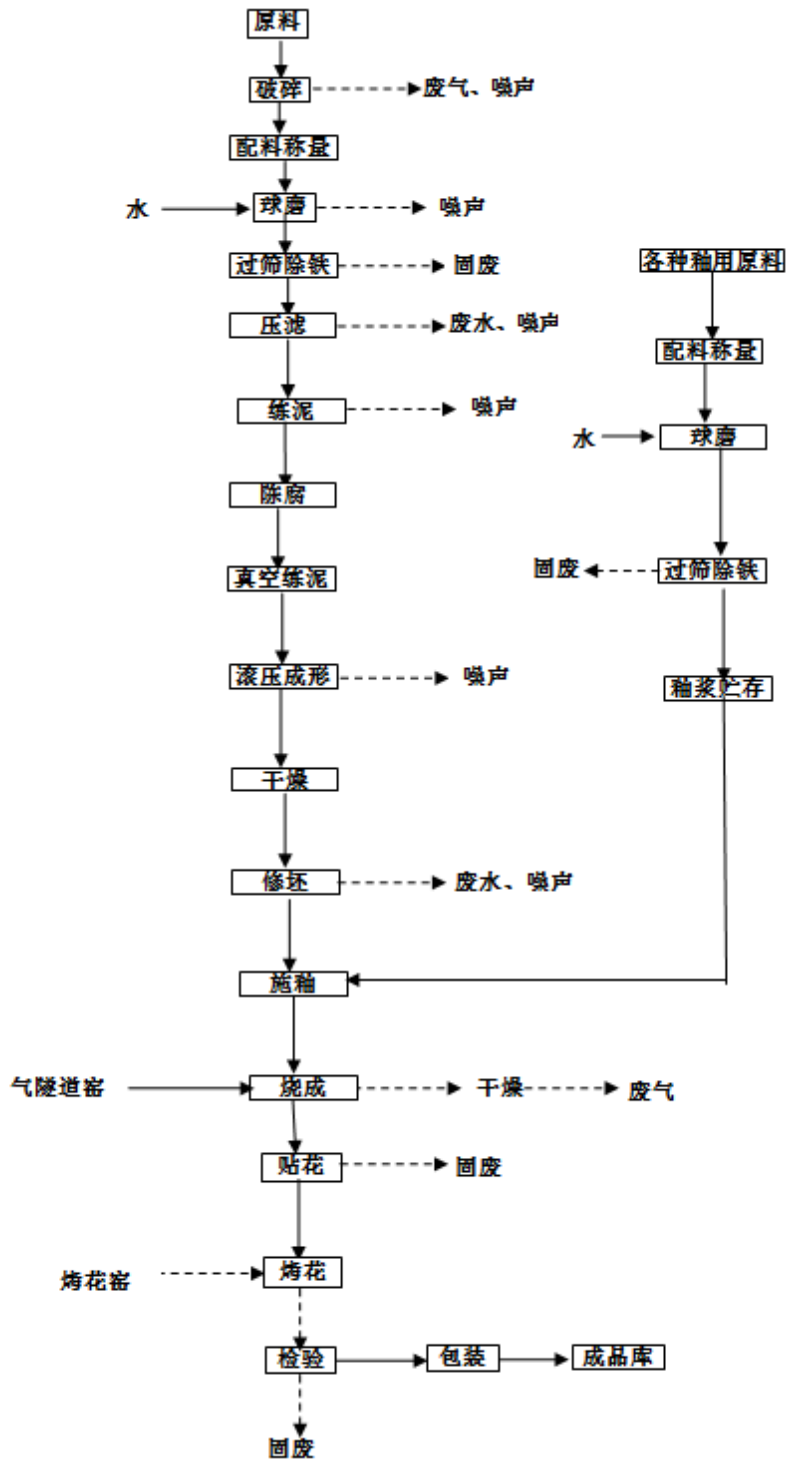 原料
破碎
废气、噪声
配料称量
水
球磨
噪声
过筛除铁
固废
各种釉用原料
压滤
废水、噪声
配料称量
练泥
噪声
水
球磨
陈腐
真空练泥
固废
过筛除铁
滚压成形
噪声
釉浆贮存
干燥
修坯
废水、噪声
施釉
气隧道窑
烧成
干燥
废气
贴花
固废
烤花窑
烤花
检验
包装
成品库
固废